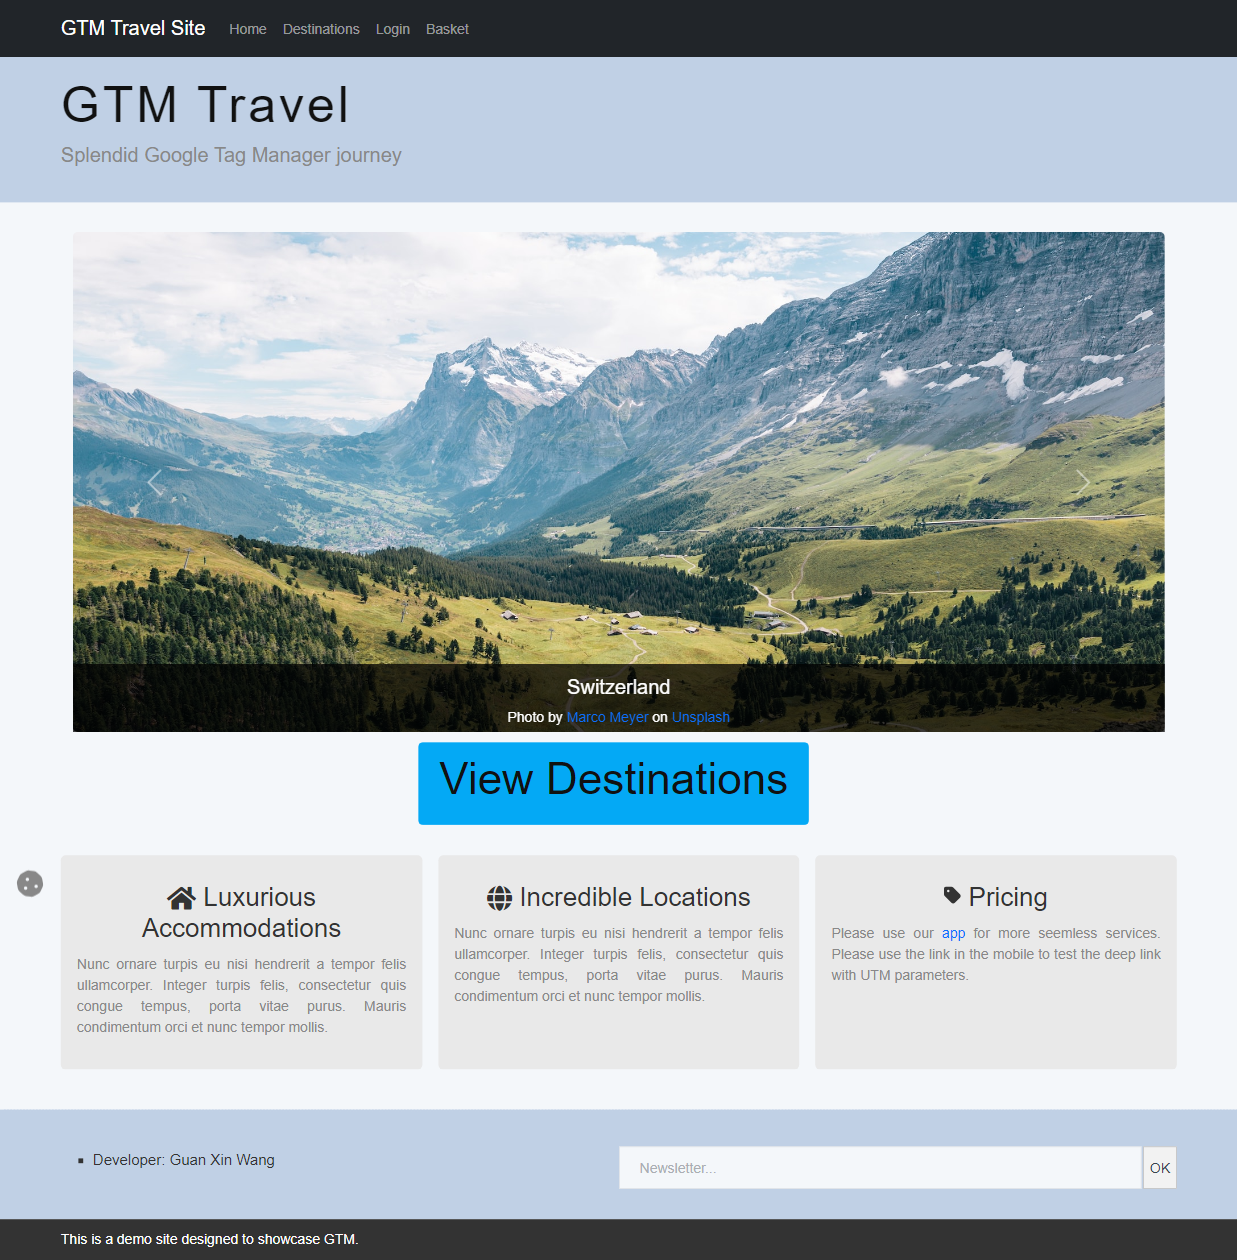 GTM Travel Site Home Destinations Login Basket
GTM Travel
Splendid Google Tag Manager journey
Switzerland
Photo by Marco Meyer on Unsplash
View Destinations
Luxurious
Accommodations
Nunc ornare turpis eu nisi hendrerit a tempor felis
ullamcorper. Integer turpis felis, consectetur quis
congue tempus, porta vitae purus. Mauris
condimentum orci et nunc tempor mollis.
Incredible Locations
Nunc ornare turpis eu nisi hendrerit a tempor felis
ullamcorper. Integer turpis felis, consectetur quis
congue tempus, porta vitae purus. Mauris
condimentum orci et nunc tempor mollis.
Pricing
Please use our app for more seemless services.
Please use the link in the mobile to test the deep link
with UTM parameters.
Developer: Guan Xin Wang
Newsletter...
OK
This is a demo site designed to showcase GTM.